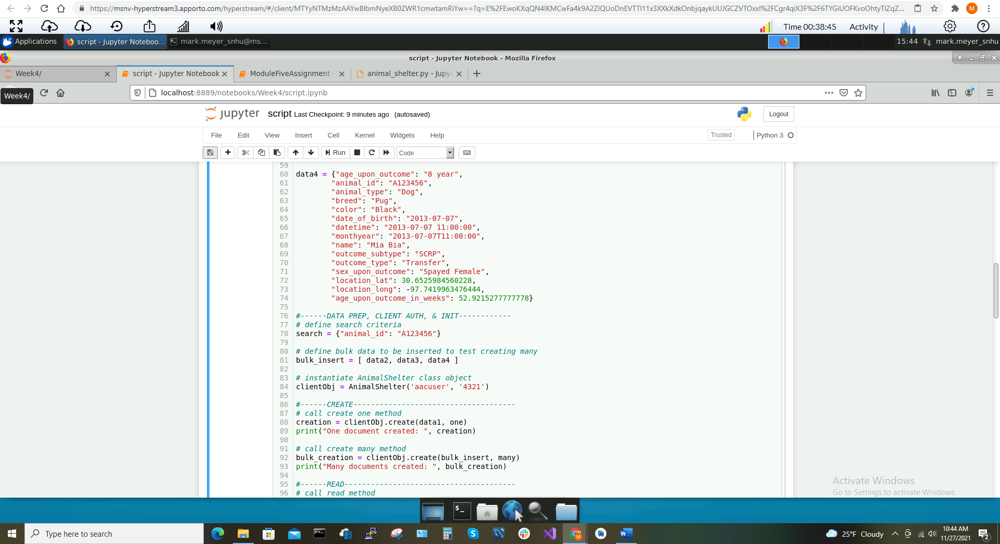 https://msnv-hyperstream3.apporto.com/hyperstream/#/client/MTYyNTMzMzAAYwBlbmNyeXB0ZWR1cmwtamRiYw==?q=E%2FEwoKXqQN4IKMCwFa4k9A2ZIQUoDnEVTTI11x3XXkXdkOnbjqaykUUJGCZVTOxxI%2FCgr4qiX3F%2F6TYGiUOFKvoOhtyTlZqZ...
M
Time 00:38:45 Activity
Applications script - Jupyter Noteboo... mark.meyer_snhu@ms... 15:44 mark.meyer_snhu
script - Jupyter Notebook - Mozilla Firefox
Week4/ script - Jupyter Notebook ModuleFiveAssignment - animal_shelter.py - Jupyt
Week4/ localhost:8889/notebooks/Week4/script.ipynb
jupyter script Last Checkpoint: 9 minutes ago (autosaved) Logout
File Edit View Insert Cell Kernel Widgets Help Trusted Python 3
Run Code
59
60 data4 = {"age_upon_outcome": "8 year",
61 "animal_id": "A123456",
62 "animal_type": "Dog",
63 "breed": "Pug",
64 "color": "Black",
65 "date_of_birth": "2013-07-07",
66 "datetime": "2013-07-07 11:00:00",
67 "monthyear": "2013-07-07T11:00:00",
68 "name": "Mia Bia",
69 "outcome_subtype": "SCRP",
70 "outcome_type": "Transfer",
71 "sex_upon_outcome": "Spayed Female",
72 "location_lat": 30.6525984560228,
73 "location_long": -97.7419963476444,
74 "age_upon_outcome_in_weeks": 52.9215277777778}
75
76 #------DATA PREP, CLIENT AUTH, & INIT------------
77 # define search criteria
78 search = {"animal_id": "A123456"}
79
80 # define bulk data to be inserted to test creating many
81 bulk_insert = [ data2, data3, data4 ]
82
83 # instantiate AnimalShelter class object
84 clientObj = AnimalShelter('aacuser', '4321')
85
86 #------CREATE-------------------------------------
87 # call create one method
88 creation = clientObj.create(data1, one)
89 print("One document created: ", creation)
90
91 # call create many method
92 bulk_creation = clientObj.create(bulk_insert, many)
93 print("Many documents created: ", bulk_creation)
94
95 #------READ---------------------------------------
96 # call read method
Activate Windows
Go to Settings to activate Windows.
Type here to search
25°F Cloudy
10:44 AM
11/27/2021
2